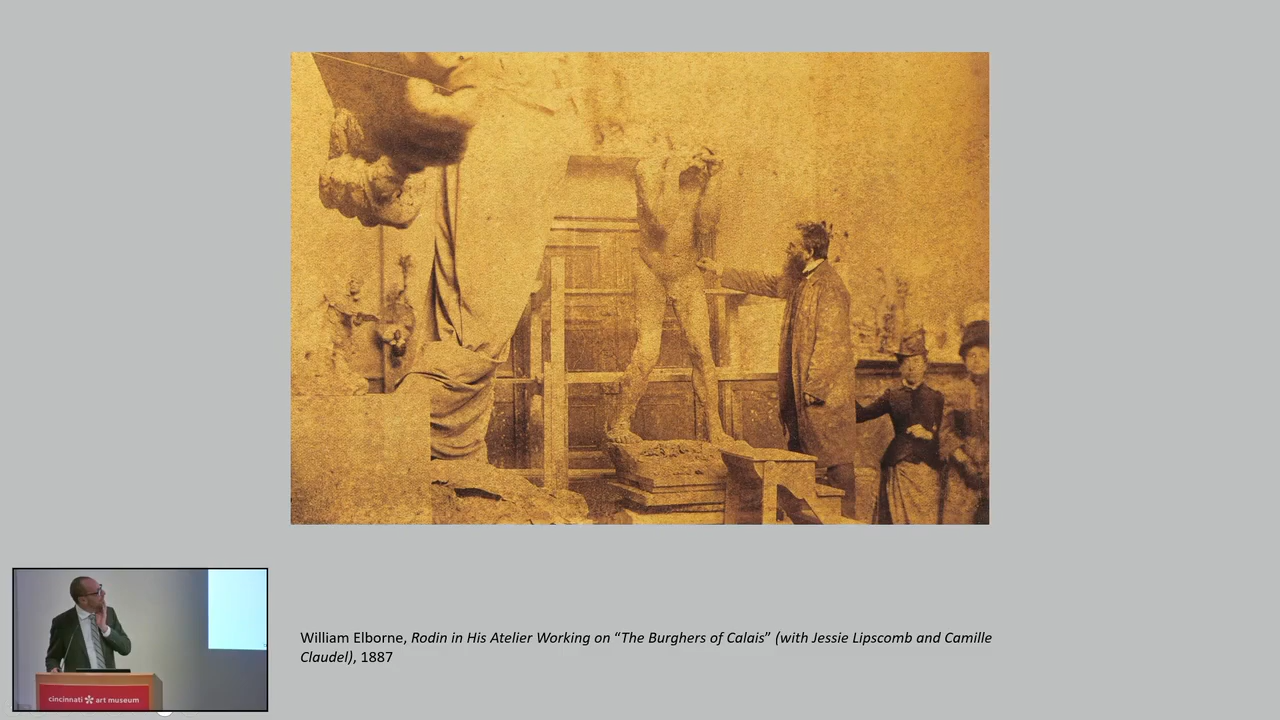 William Elborne, Rodin in His Atelier Working on “The Burghers of Calais” (with Jessie Lipscomb and Camille
Claudel), 1887
cincinnati art museum